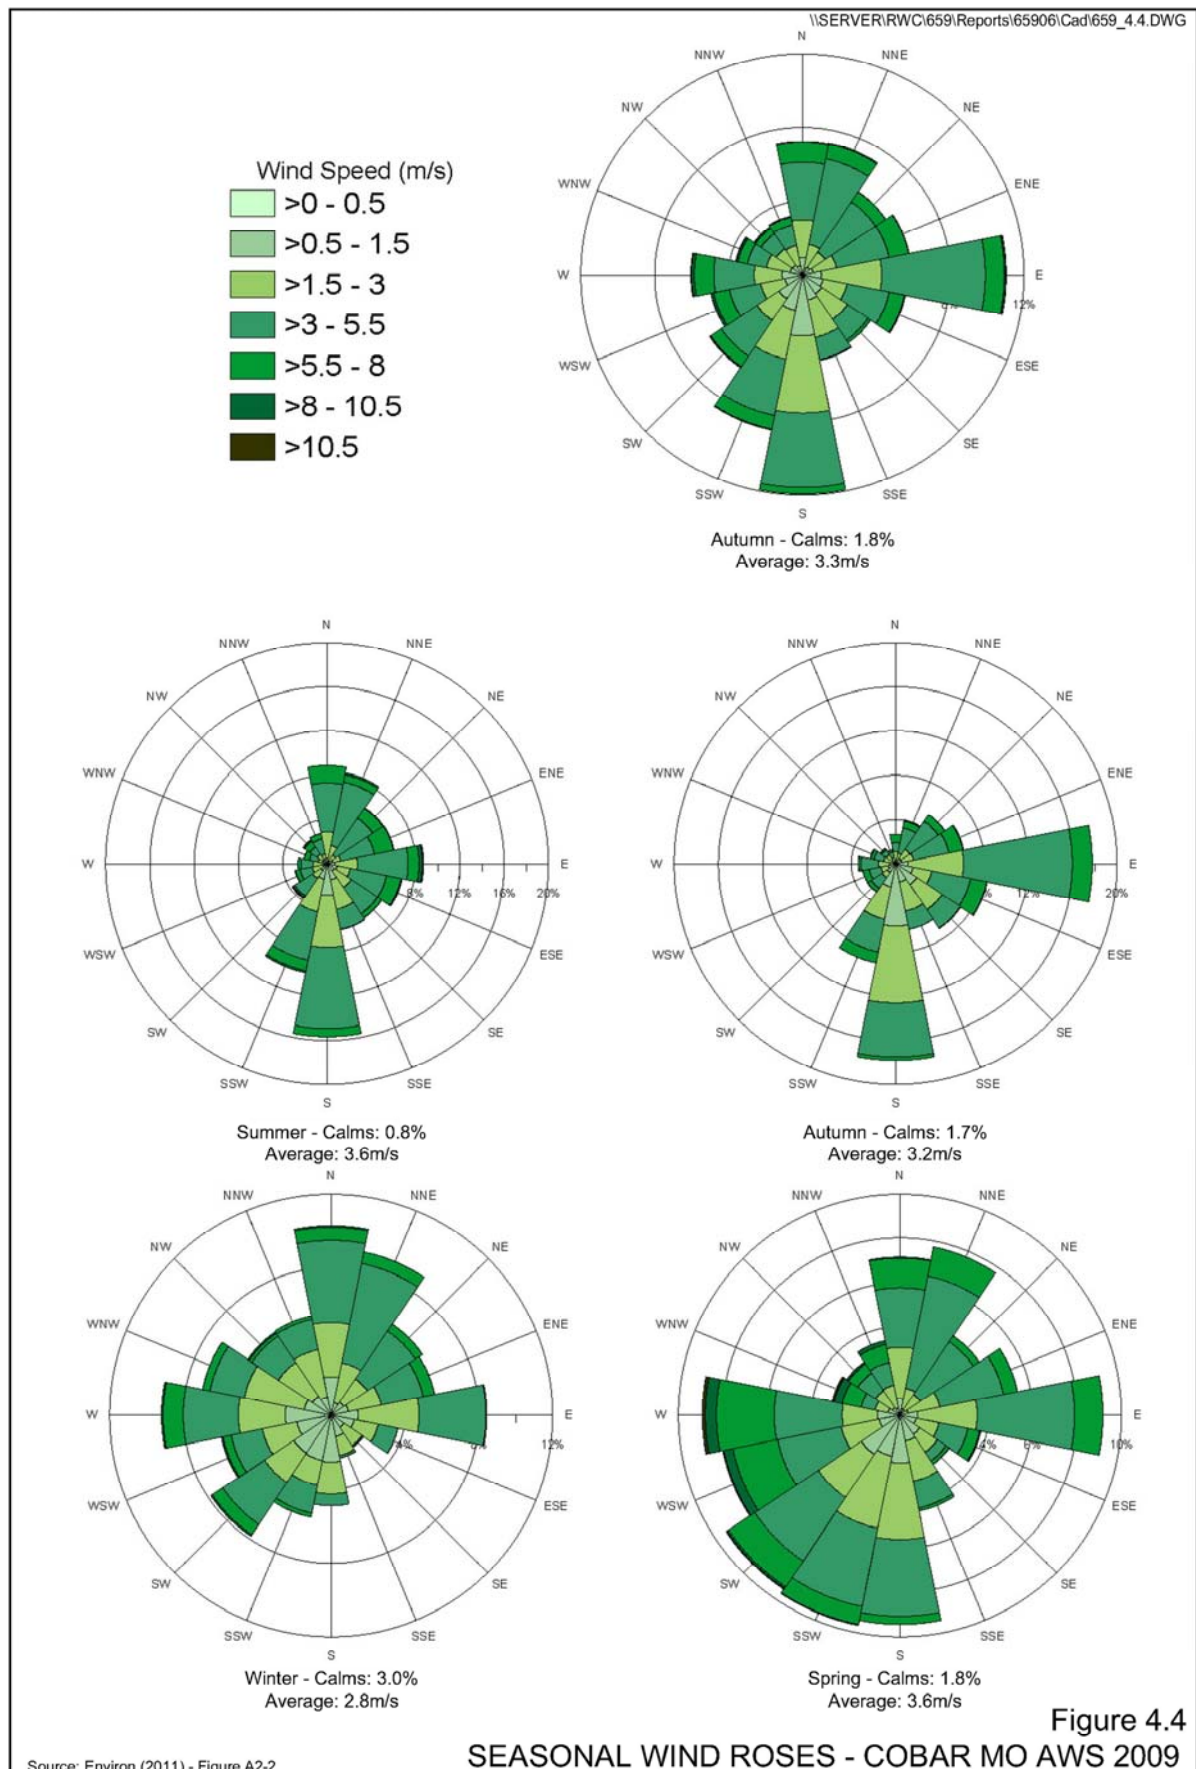 \\SERVER\RWC\659\Reports\65906\Cad\659_4.4.DWG
Wind Speed (m/s)
>0 - 0.5
>0.5 - 1.5
>1.5 - 3
>3 - 5.5
>5.5 - 8
>8 - 10.5
>10.5
N
NNW
NNE
NW
NE
WNW
ENE
W
E
12%
WSW
ESE
SW
SE
SSW
SSE
S
Autumn - Calms: 1.8%
Average: 3.3m/s
N
NNW
NNE
NW
NE
WNW
ENE
W
E
8%
12%
16%
20%
WSW
ESE
SW
SE
SSW
SSE
S
Summer - Calms: 0.8%
Average: 3.6m/s
N
NNW
NNE
NW
NE
WNW
ENE
W
E
12%
20%
WSW
ESE
SW
SE
SSW
SSE
S
Autumn - Calms: 1.7%
Average: 3.2m/s
N
NNW
NNE
NW
NE
WNW
ENE
W
E
4%
12%
WSW
ESE
SW
SE
SSW
SSE
S
Winter - Calms: 3.0%
Average: 2.8m/s
N
NNW
NNE
NW
NE
WNW
ENE
W
E
4%
6%
10%
WSW
ESE
SW
SE
SSW
SSE
S
Spring - Calms: 1.8%
Average: 3.6m/s
Figure 4.4
SEASONAL WIND ROSES - COBAR MO AWS 2009
Source: Environ (2011) - Figure A2-2